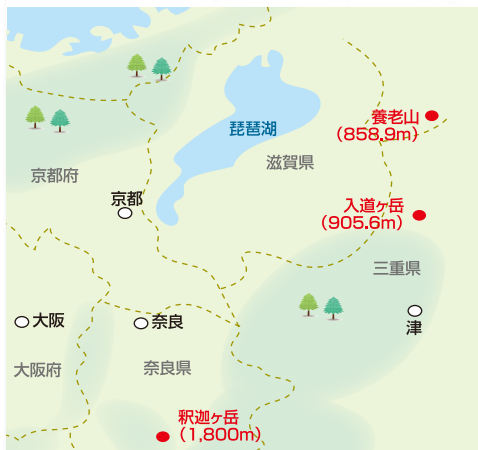 養老山
(858.9m)
琵琶湖
滋賀県
京都府
京都
入道ヶ岳
(905.6m)
三重県
大阪
奈良
津
大阪府
奈良県
釈迦ヶ岳
(1,800m)